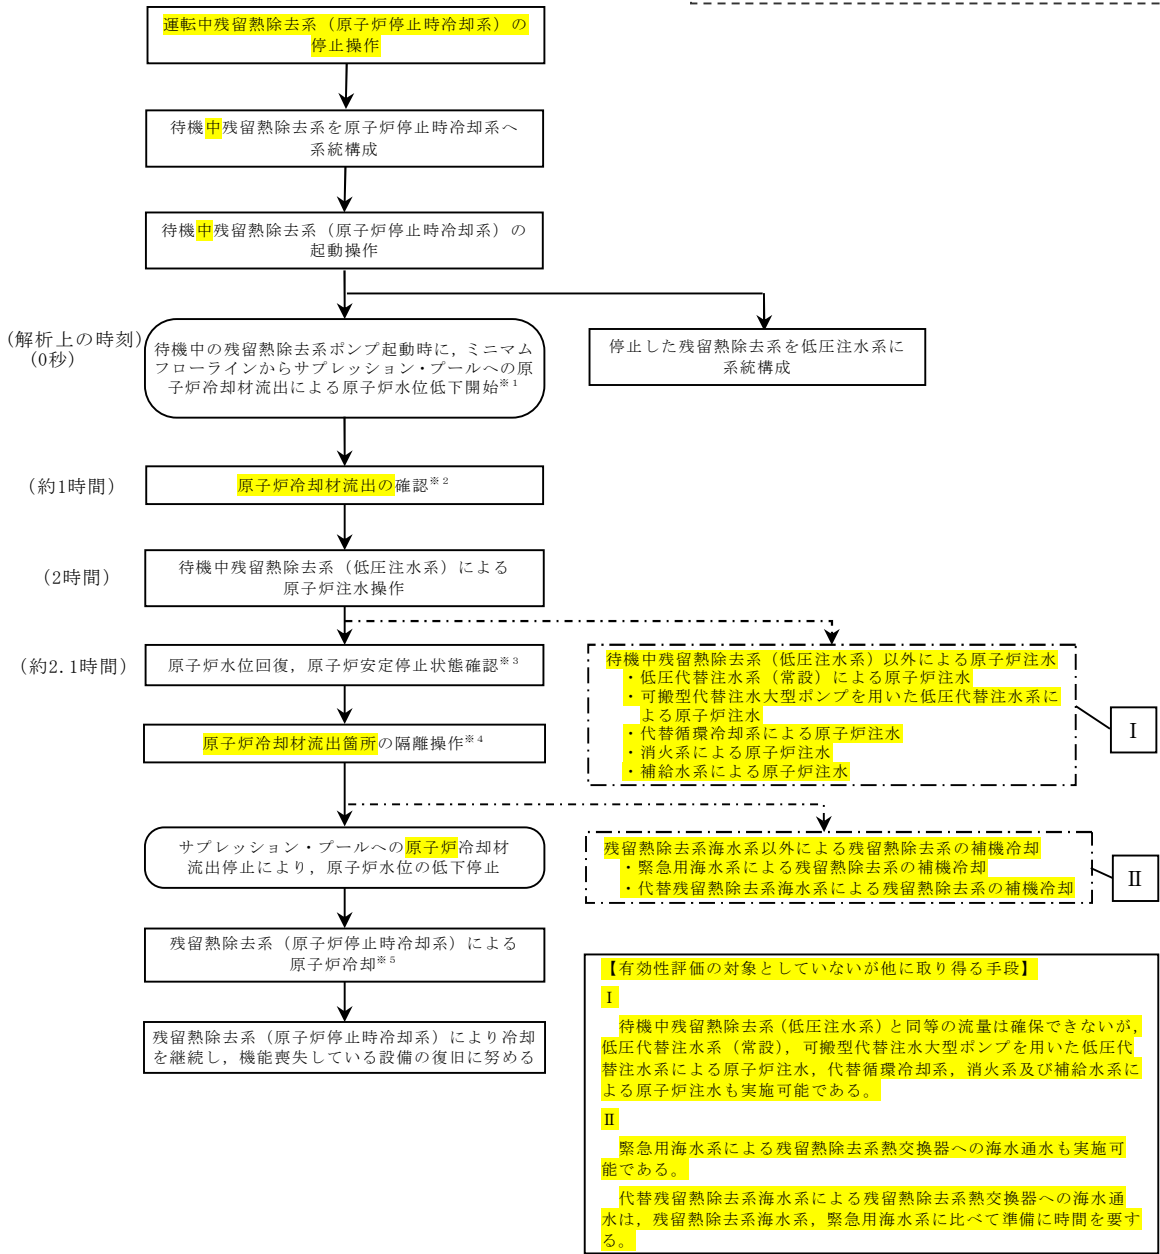 運転中残留熱除去系（原子炉停止時冷却系）の
停止操作
待機中残留熱除去系を原子炉停止時冷却系へ
系統構成
待機中残留熱除去系（原子炉停止時冷却系）の
起動操作
（解析上の時刻）
（0秒）
待機中の残留熱除去系ポンプ起動時に，ミニマム
フローラインからサプレッション・プールへの原
子炉冷却材流出による原子炉水位低下開始※１
停止した残留熱除去系を低圧注水系に
系統構成
（約1時間）
原子炉冷却材流出の確認※２
（2時間）
待機中残留熱除去系（低圧注水系）による
原子炉注水操作
（約2.1時間）
原子炉水位回復，原子炉安定停止状態確認※３
待機中残留熱除去系（低圧注水系）以外による原子炉注水
・低圧代替注水系（常設）による原子炉注水
・可搬型代替注水大型ポンプを用いた低圧代替注水系に
よる原子炉注水
・代替循環冷却系による原子炉注水
・消火系による原子炉注水
・補給水系による原子炉注水
Ⅰ
原子炉冷却材流出箇所の隔離操作※４
サプレッション・プールへの原子炉冷却材
流出停止により，原子炉水位の低下停止
残留熱除去系海水系以外による残留熱除去系の補機冷却
・緊急用海水系による残留熱除去系の補機冷却
・代替残留熱除去系海水系による残留熱除去系の補機冷却
Ⅱ
残留熱除去系（原子炉停止時冷却系）による
原子炉冷却※５
残留熱除去系（原子炉停止時冷却系）により冷却
を継続し，機能喪失している設備の復旧に努める
【有効性評価の対象としていないが他に取り得る手段】
Ⅰ
待機中残留熱除去系（低圧注水系）と同等の流量は確保できないが，
低圧代替注水系（常設），可搬型代替注水大型ポンプを用いた低圧代
替注水系による原子炉注水，代替循環冷却系，消火系及び補給水系に
よる原子炉注水も実施可能である。
Ⅱ
緊急用海水系による残留熱除去系熱交換器への海水通水も実施可
能である。
代替残留熱除去系海水系による残留熱除去系熱交換器への海水通
水は，残留熱除去系海水系，緊急用海水系に比べて準備に時間を要す
る。